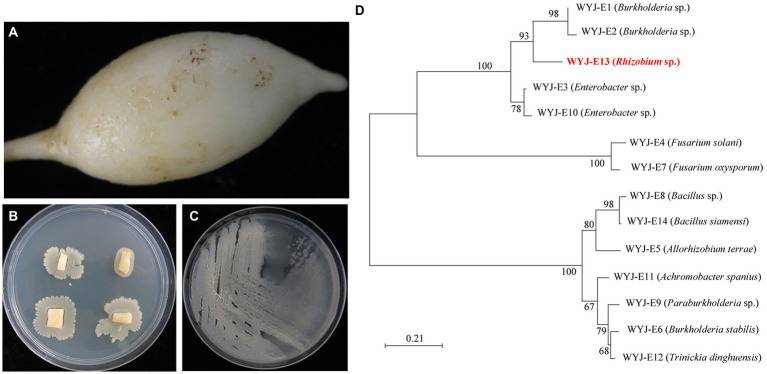 A
B
C
D
WYJ-E1 (Burkholderia sp.)
98
WYJ-E2 (Burkholderia sp.)
93
WYJ-E13 (Rhizobium sp.)
100
WYJ-E3 (Enterobacter sp.)
78
WYJ-E10 (Enterobacter sp.)
WYJ-E4 (Fusarium solani)
100
WYJ-E7 (Fusarium oxysporum)
WYJ-E8 (Bacillus sp.)
98
WYJ-E14 (Bacillus siamensi)
80
WYJ-E5 (Allorhizobium terrae)
100
WYJ-E11 (Achromobacter spanius)
67
WYJ-E9 (Paraburkholderia sp.)
79
WYJ-E6 (Burkholderia stabilis)
68
WYJ-E12 (Trinickia dinghuensis)
0.21